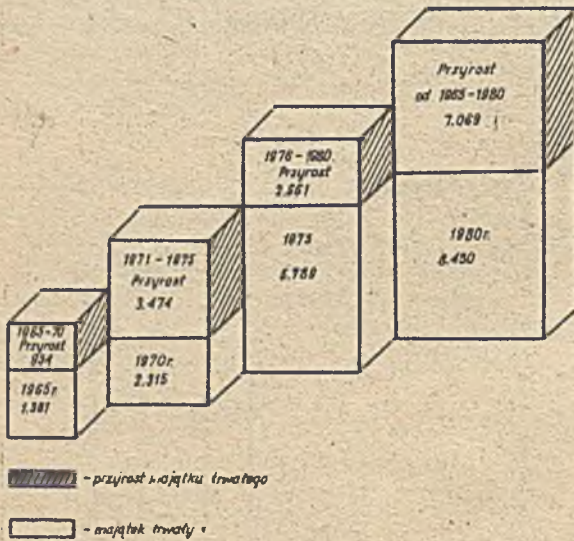 Przyrost
od 1965-1980
7.069
1976-1980
Przyrost
2.661
1975
5.789
1980r.
8.450
1971-1975
Przyrost
3.474
1970r.
2.315
1965-70
Przyrost
934
1965r.
1.381
- przyrost majątku trwałego
- majątek trwały